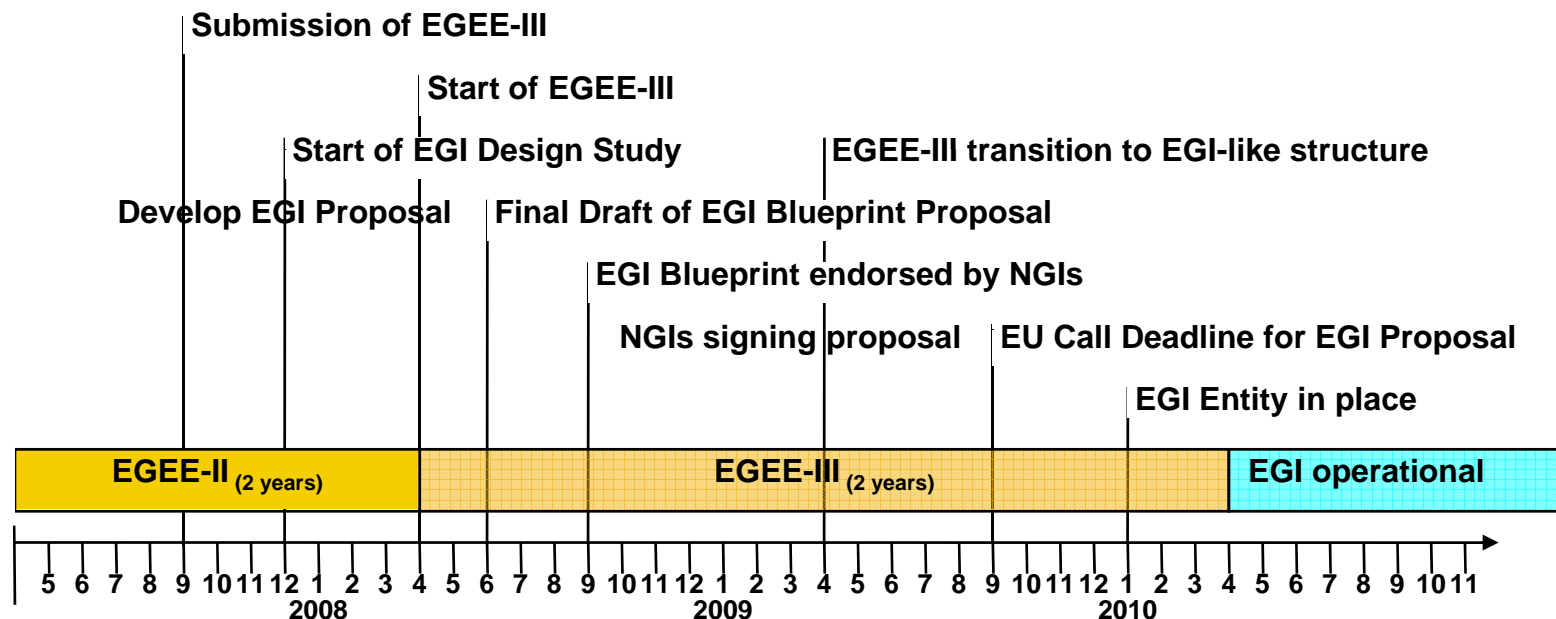 Submission of EGEE-III
Start of EGEE-III
Start of EGI Design Study
EGEE-III transition to EGI-like structure
Develop EGI Proposal
Final Draft of EGI Blueprint Proposal
EGI Blueprint endorsed by NGIs
NGIs signing proposal
EU Call Deadline for EGI Proposal
EGI Entity in place
EGEE-II (2 years)
EGEE-III (2 years)
EGI operational
5 6 7 8 9 10 11 12 1 2 3 4 5 6 7 8 9 10 11 12 1 2 3 4 5 6 7 8 9 10 11 12 1 2 3 4 5 6 7 8 9 10 11
2008 2009 2010